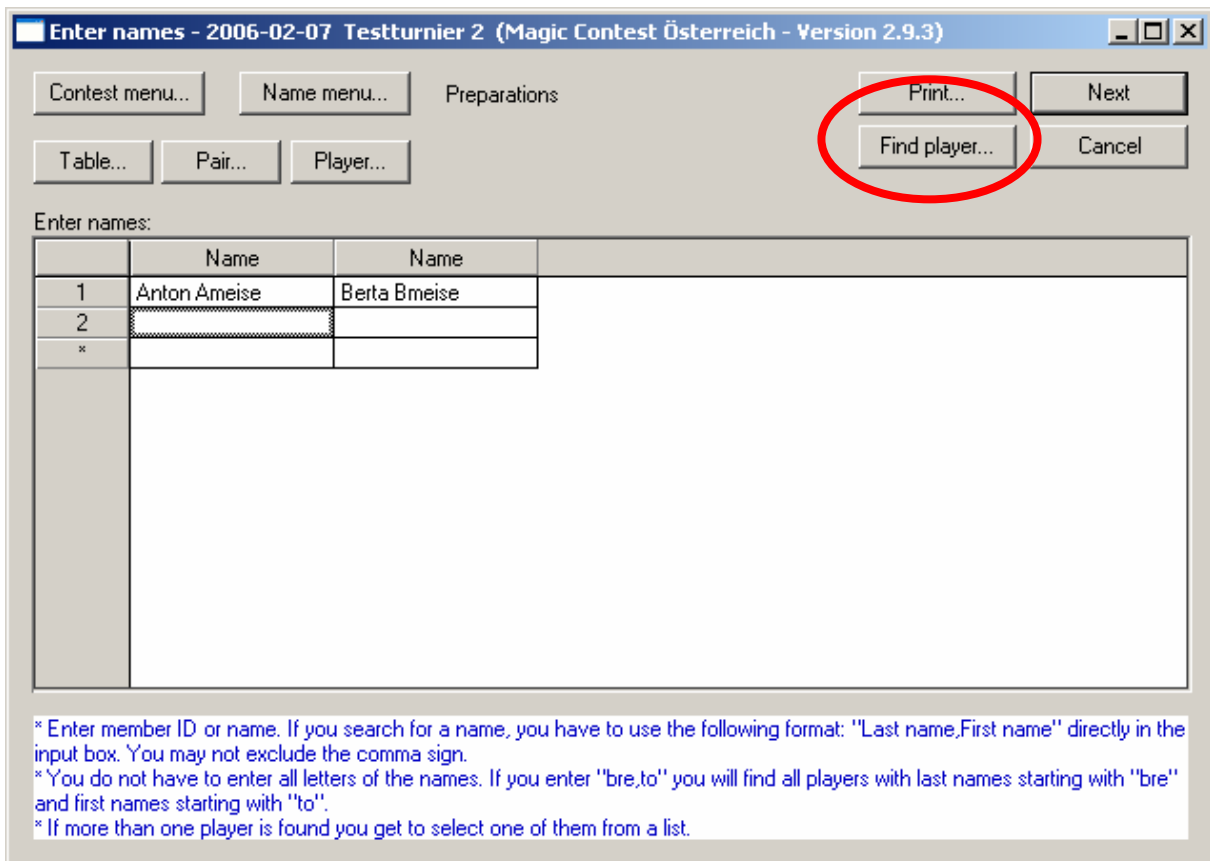 Enter names - 2006-02-07 Testturnier 2 (Magic Contest Österreich - Version 2.9.3)
Contest menu... Name menu... Preparations Print... Next
Table... Pair... Player... Find player... Cancel
Enter names:
Name Name
1 Anton Ameise Berta Bmeise
2
*
* Enter member ID or name. If you search for a name, you have to use the following format: "Last name,First name" directly in the
input box. You may not exclude the comma sign.
* You do not have to enter all letters of the names. If you enter "bre,to" you will find all players with last names starting with "bre"
and first names starting with "to".
* If more than one player is found you get to select one of them from a list.